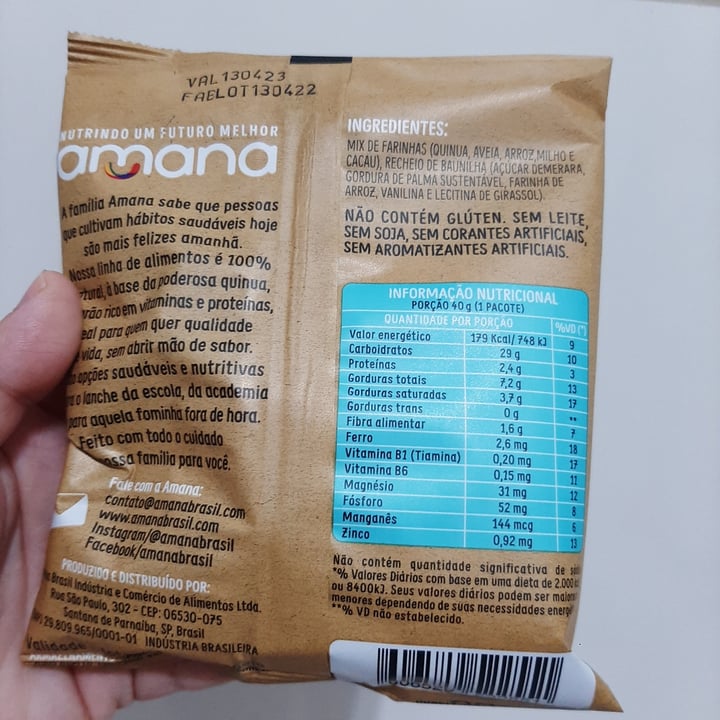 VAL130423
FAELOT130422
NUTRINDO UM FUTURO MELHOR
amana
A família Amana sabe que pessoas
que cultivam hábitos saudáveis hoje
são mais felizes amanhã.
Nossa linha de alimentos é 100%
à base da poderosa quinua,
rico em vitaminas e proteínas,
para quem quer qualidade
vida, sem abrir mão de sabor.
opções saudáveis e nutritivas
o lanche da escola, da academia
para aquela fominha fora de hora.
Feito com todo o cuidado
família para você.
Fale com a Amana:
contato@amanabrasil.com
www.amanabrasil.com
Instagram/@amanabrasil
Facebook/amanabrasil
PRODUZIDO E DISTRIBUÍDO POR:
Brasil Indústria e Comércio de Alimentos Ltda.
Rua São Paulo, 302 - CEP: 06530-075
Santana de Parnaíba, SP, Brasil
29.809.965/0001-01 INDÚSTRIA BRASILEIRA
Validade
INGREDIENTES:
MIX DE FARINHAS (QUINUA, AVEIA, ARROZ,MILHO E
CACAU), RECHEIO DE BAUNILHA (AÇÚCAR DEMERARA,
GORDURA DE PALMA SUSTENTÁVEL, FARINHA DE
ARROZ, VANILINA E LECITINA DE GIRASSOL).
NÃO CONTÉM GLÚTEN. SEM LEITE,
SEM SOJA, SEM CORANTES ARTIFICIAIS,
SEM AROMATIZANTES ARTIFICIAIS.
INFORMAÇÃO NUTRICIONAL
PORÇÃO 40 g (1 PACOTE)
QUANTIDADE POR PORÇÃO %VD (*)
Valor energético 179 Kcal/ 748 kJ 9
Carboidratos 29 g 10
Proteínas 2,4 g 3
Gorduras totais 7,2 g 13
Gorduras saturadas 3,7 g 17
Gorduras trans 0 g **
Fibra alimentar 1,6 g 7
Ferro 2,6 mg 18
Vitamina B1 (Tiamina) 0,20 mg 17
Vitamina B6 0,15 mg 11
Magnésio 31 mg 12
Fósforo 52 mg 8
Manganês 144 mcg 6
Zinco 0,92 mg 13
Não contém quantidade significativa de
*% Valores Diários com base em uma dieta de 2.000
ou 8400kJ. Seus valores diários podem ser
menores dependendo de suas necessidades
**% VD não estabelecido.